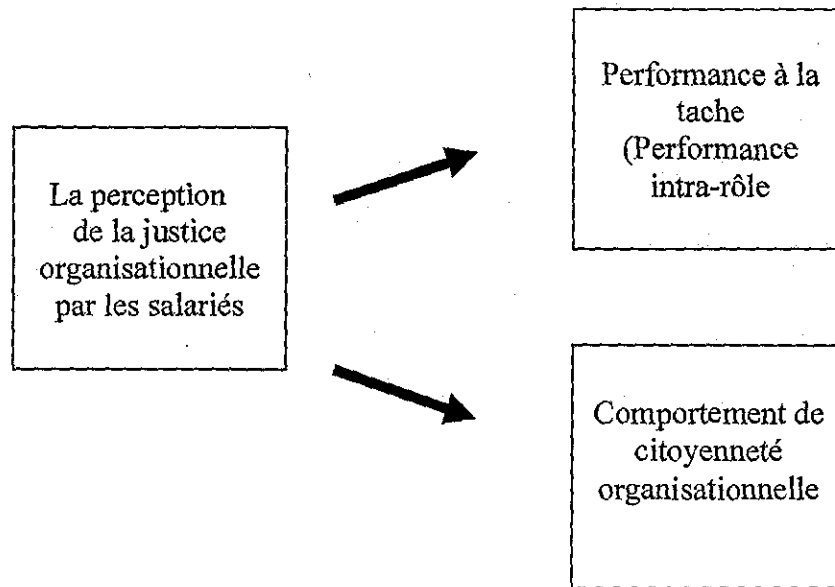 La perception
de la justice
organisationnelle
par les salariés
Performance à la
tache
(Performance
intra-rôle
Comportement de
citoyenneté
organisationnelle